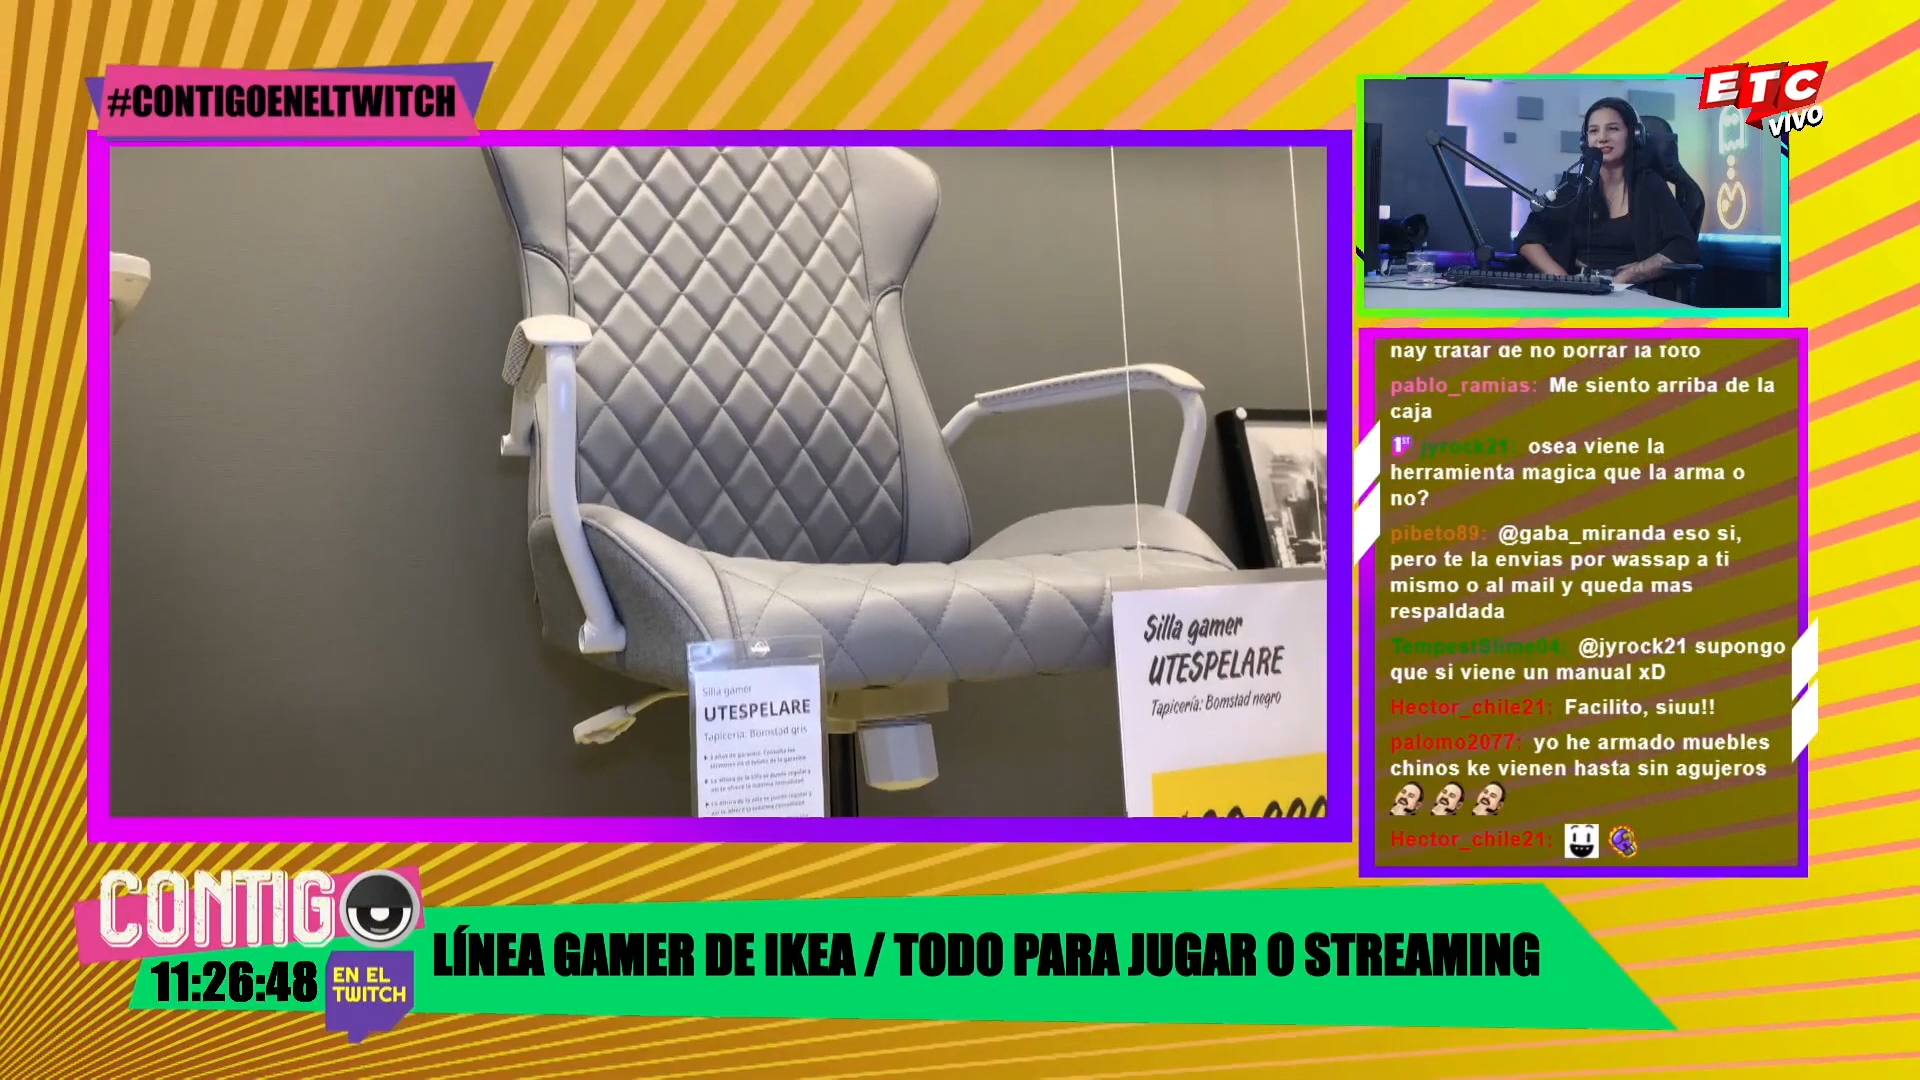 #CONTIGOENELTWITCH
ETC
VIVO
Silla gamer
UTESPELARE
Tapicería: Bomstad negro
Silla gamer
UTESPELARE
Tapicería: Bomstad gris
hay tratar de no borrar la foto
pablo_ramias: Me siento arriba de la
caja
1ST jyrock21: osea viene la
herramienta magica que la arma o
no?
pibeto89: @gaba_miranda eso si,
pero te la envias por wassap a ti
mismo o al mail y queda mas
respaldada
TempestSlime04: @jyrock21 supongo
que si viene un manual xD
Hector_chile21: Facilito, siuu!!
palomo2077: yo he armado muebles
chinos ke vienen hasta sin agujeros
Hector_chile21:
CONTIGO
EN EL
TWITCH
11:26:48
LÍNEA GAMER DE IKEA / TODO PARA JUGAR O STREAMING